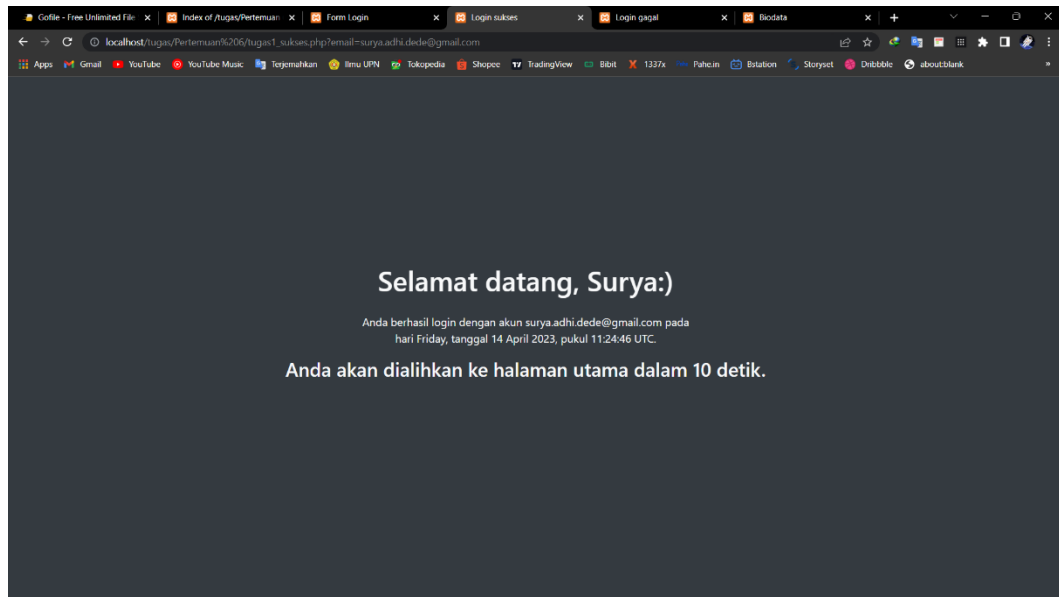 Gofile - Free Unlimited File
Index of /tugas/Pertemuan
Form Login
Login sukses
Login gagal
Biodata
localhost/tugas/Pertemuan%206/tugas1_sukses.php?email=surya.adhi.dede@gmail.com
Apps Gmail YouTube YouTube Music Terjemahkan Ilmu UPN Tokopedia Shopee TradingView Bibit 1337x Pahe.in Bstation Storyset Dribbble about:blank
Selamat datang, Surya:)
Anda berhasil login dengan akun surya.adhi.dede@gmail.com pada
hari Friday, tanggal 14 April 2023, pukul 11:24:46 UTC.
Anda akan dialihkan ke halaman utama dalam 10 detik.